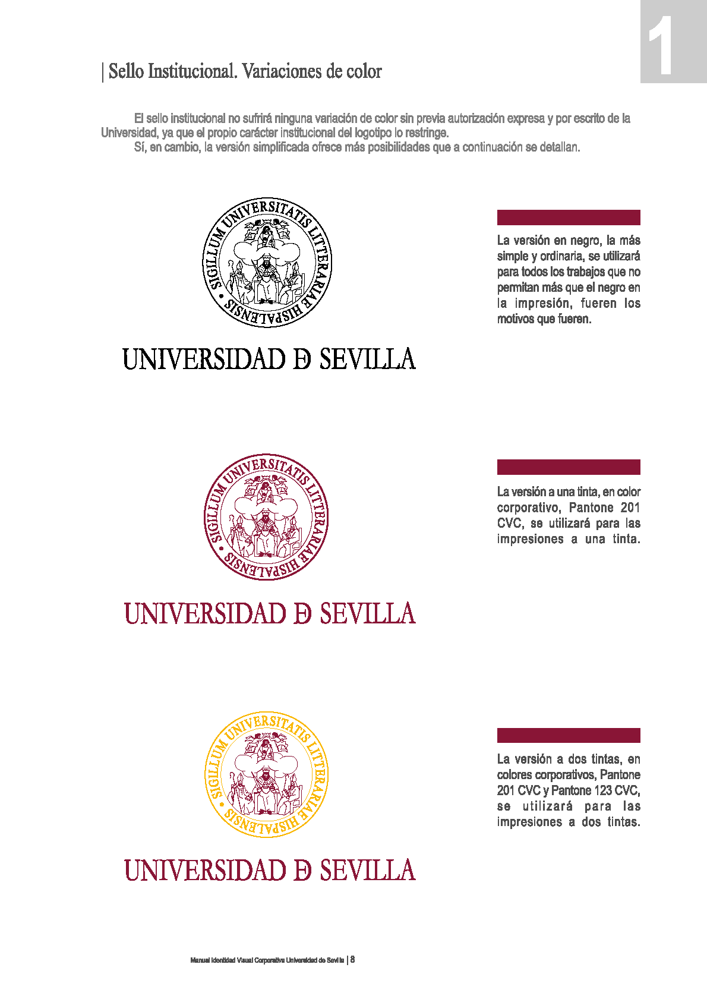 1
| Sello Institucional. Variaciones de color
El sello institucional no sufrirá ninguna variación de color sin previa autorización expresa y por escrito de la
Universidad, ya que el propio carácter institucional del logotipo lo restringe.
Sí, en cambio, la versión simplificada ofrece más posibilidades que a continuación se detallan.
SIGILLUM UNIVERSITATIS LITTERARIAE HISPALENSIS •
UNIVERSIDAD DE SEVILLA
La versión en negro, la más
simple y ordinaria, se utilizará
para todos los trabajos que no
permitan más que el negro en
la impresión, fueren los
motivos que fueren.
SIGILLUM UNIVERSITATIS LITTERARIAE HISPALENSIS •
UNIVERSIDAD DE SEVILLA
La versión a una tinta, en color
corporativo, Pantone 201
CVC, se utilizará para las
impresiones a una tinta.
SIGILLUM UNIVERSITATIS LITTERARIAE HISPALENSIS •
UNIVERSIDAD DE SEVILLA
La versión a dos tintas, en
colores corporativos, Pantone
201 CVC y Pantone 123 CVC,
se utilizará para las
impresiones a dos tintas.
Manual Identidad Visual Corporativa Universidad de Sevilla | 8